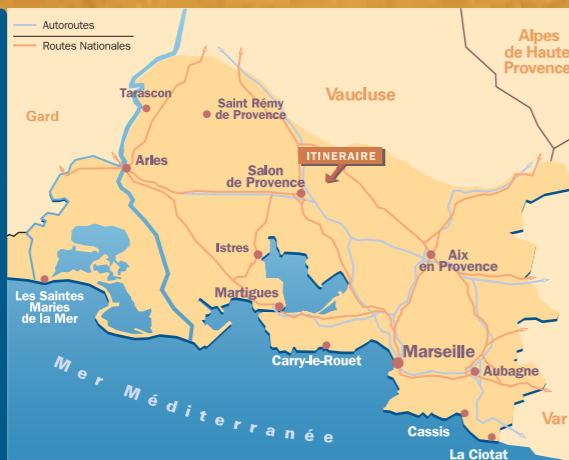 Autoroutes
Routes Nationales
Alpes
de Haute
Provence
Tarascon
Saint Rémy
de Provence
Vaucluse
Gard
Arles
ITINERAIRE
Salon
de Provence
Istres
Aix
en Provence
Les Saintes
Maries
de la Mer
Martigues
Carry-le-Rouet
Marseille
Aubagne
Mer Méditerranée
Cassis
Var
La Ciotat